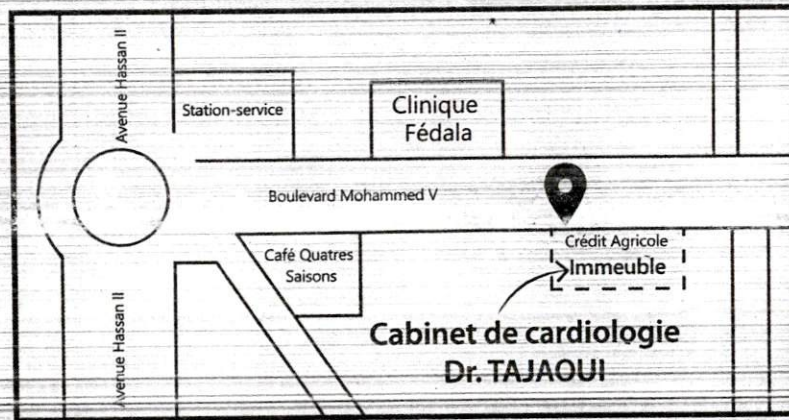 Avenue Hassan II
Station-service
Clinique
Fédala
Boulevard Mohammed V
Crédit Agricole
Immeuble
Café Quatres
Saisons
Avenue Hassan II
Cabinet de cardiologie
Dr. TAJAOUI